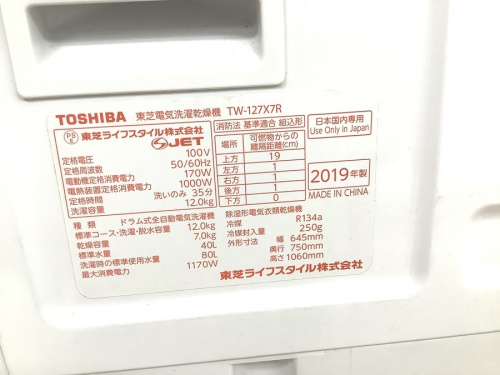 TOSHIBA 東芝電気洗濯乾燥機 TW-127X7R
PS E 東芝ライフスタイル株式会社
JET
定格電圧 100V
定格周波数 50/60Hz
電動機定格消費電力 170W
電熱装置定格消費電力 1000W
定格時間 洗いのみ 35分
洗濯容量 12.0kg
消防法 基準適合 組込形
場所 可燃物からの離隔距離(cm)
上方 19
左方 1
右方 1
後方 1
下方 0
日本国内専用
Use Only in Japan
2019年製
MADE IN CHINA
種類 ドラム式全自動電気洗濯機
標準コース・洗濯・脱水容量 12.0kg
乾燥容量 7.0kg
標準水量 40L
洗濯時の標準使用水量 80L
最大消費電力 1170W
除湿形電気衣類乾燥機
冷媒 R134a
冷媒封入量 250g
外形寸法 幅 645mm
奥行 750mm
高さ 1060mm
東芝ライフスタイル株式会社